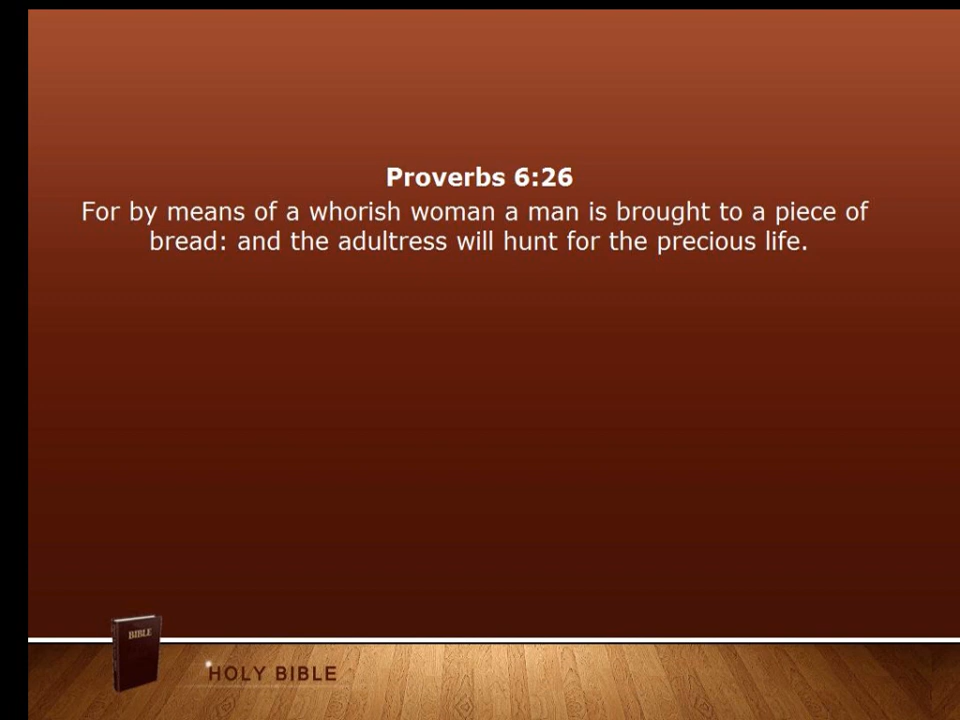 Proverbs 6:26
For by means of a whorish woman a man is brought to a piece of
bread: and the adultress will hunt for the precious life.
BIBLE
HOLY BIBLE